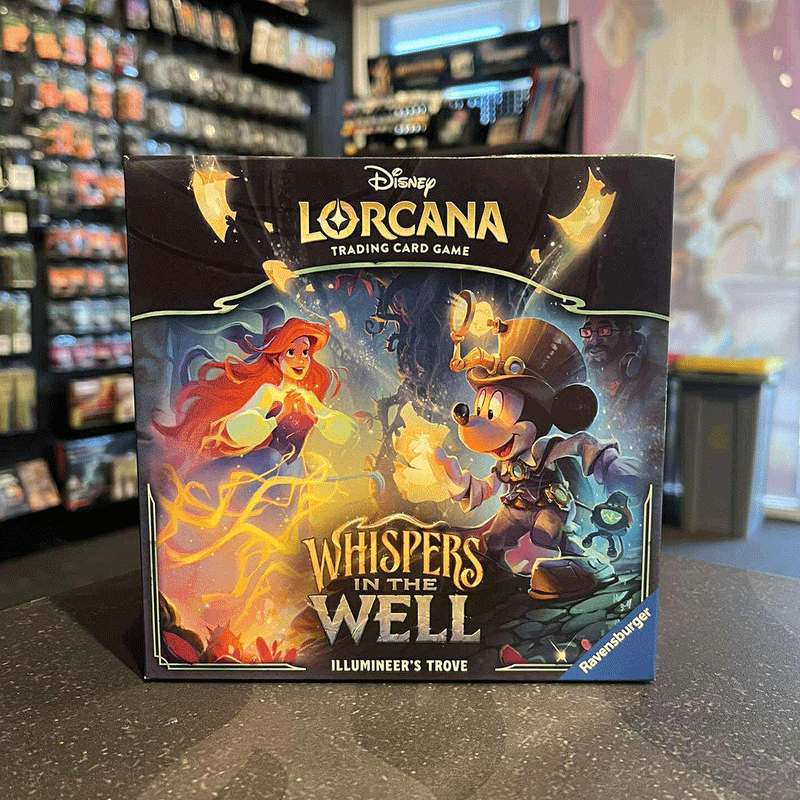 Disney
LORCANA
TRADING CARD GAME
WHISPERS
IN THE
WELL
ILLUMINEER'S TROVE
Ravensburger